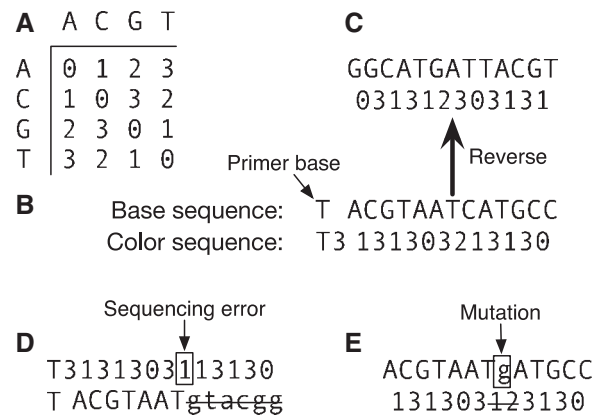 A
A C G T
A 0 1 2 3
C 1 0 3 2
G 2 3 0 1
T 3 2 1 0
C
GGCATGATTACGT
031312303131
Reverse
Primer base
B
Base sequence: T ACGTAATCATGCC
Color sequence: T3 131303213130
Sequencing error
D
T3131303113130
T ACGTAATgtacgg
Mutation
E
ACGTAATgATGCC
131303123130